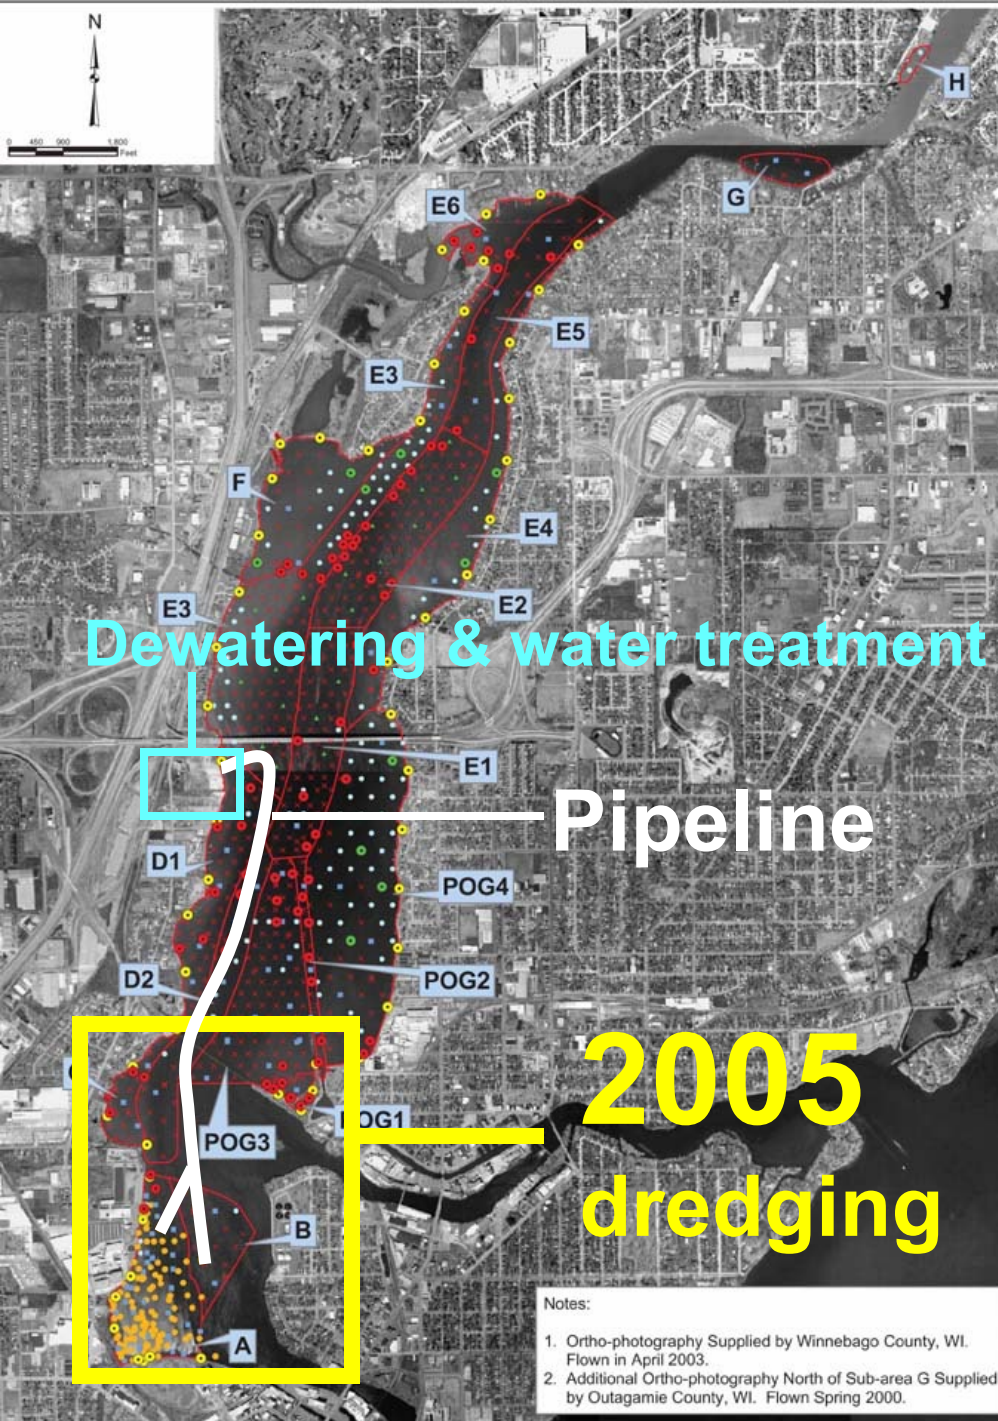 N
0 450 900 1,800
Feet
H
G
E6
E5
E3
F
E4
E2
E3
Dewatering & water treatment
E1
Pipeline
D1
POG4
D2
POG2
2005
POG1
POG3
dredging
B
A
Notes:
1. Ortho-photography Supplied by Winnebago County, WI.
Flown in April 2003.
2. Additional Ortho-photography North of Sub-area G Supplied
by Outagamie County, WI. Flown Spring 2000.